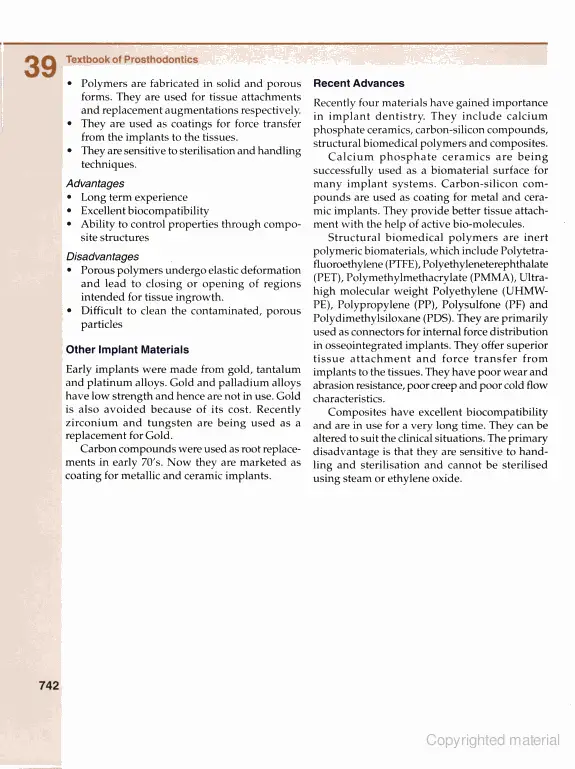 39
Textbook of Prosthodontics
• Polymers are fabricated in solid and porous
forms. They are used for tissue attachments
and replacement augmentations respectively.
• They are used as coatings for force transfer
from the implants to the tissues.
• They are sensitive to sterilisation and handling
techniques.
Advantages
• Long term experience
• Excellent biocompatibility
• Ability to control properties through compo-
site structures
Disadvantages
• Porous polymers undergo elastic deformation
and lead to closing or opening of regions
intended for tissue ingrowth.
• Difficult to clean the contaminated, porous
particles
Other Implant Materials
Early implants were made from gold, tantalum
and platinum alloys. Gold and palladium alloys
have low strength and hence are not in use. Gold
is also avoided because of its cost. Recently
zirconium and tungsten are being used as a
replacement for Gold.
Carbon compounds were used as root replace-
ments in early 70's. Now they are marketed as
coating for metallic and ceramic implants.
Recent Advances
Recently four materials have gained importance
in implant dentistry. They include calcium
phosphate ceramics, carbon-silicon compounds,
structural biomedical polymers and composites.
Calcium phosphate ceramics are being
successfully used as a biomaterial surface for
many implant systems. Carbon-silicon com-
pounds are used as coating for metal and cera-
mic implants. They provide better tissue attach-
ment with the help of active bio-molecules.
Structural biomedical polymers are inert
polymeric biomaterials, which include Polytetra-
fluoroethylene (PTFE), Polyethyleneterephthalate
(PET), Polymethylmethacrylate (PMMA), Ultra-
high molecular weight Polyethylene (UHMW-
PE), Polypropylene (PP), Polysulfone (PF) and
Polydimethylsiloxane (PDS). They are primarily
used as connectors for internal force distribution
in osseointegrated implants. They offer superior
tissue attachment and force transfer from
implants to the tissues. They have poor wear and
abrasion resistance, poor creep and poor cold flow
characteristics.
Composites have excellent biocompatibility
and are in use for a very long time. They can be
altered to suit the clinical situations. The primary
disadvantage is that they are sensitive to hand-
ling and sterilisation and cannot be sterilised
using steam or ethylene oxide.
742
Copyrighted material